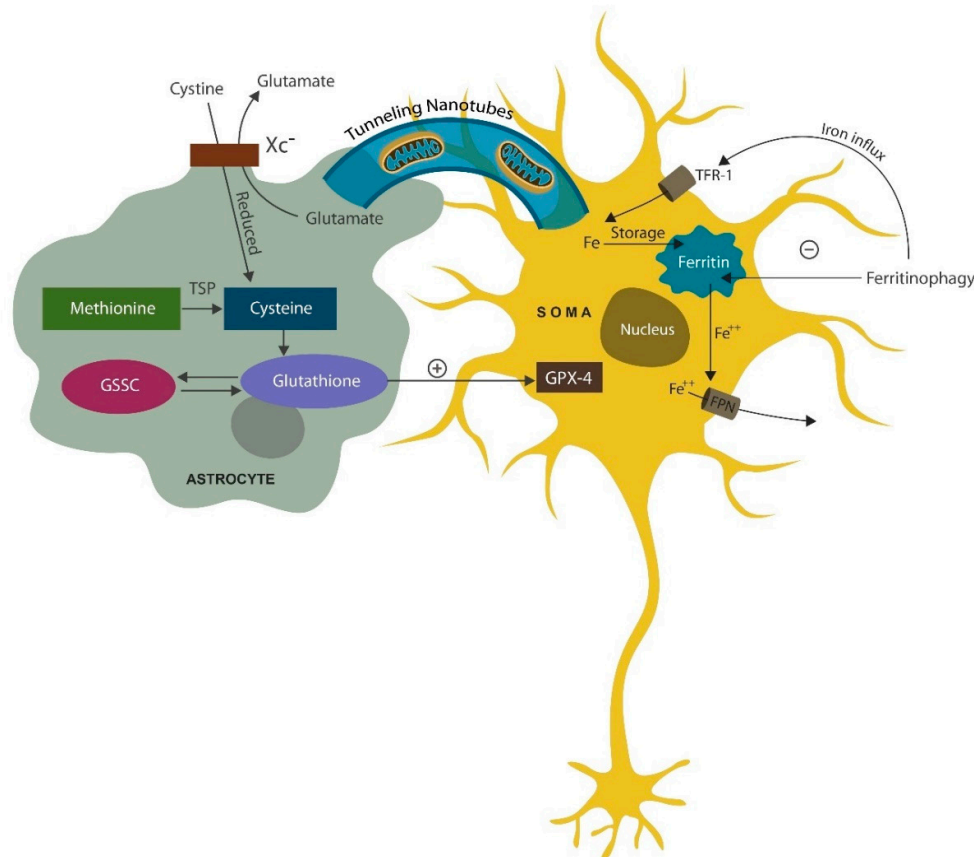 Glutamate
Cystine
Xc⁻
Tunneling Nanotubes
Iron influx
TFR-1
Glutamate
Reduced
Fe
Storage
Ferritin
⊖
Ferritinophagy
Methionine
TSP
Cysteine
SOMA
Nucleus
Fe⁺⁺
GSSC
Glutathione
⊕
GPX-4
Fe⁺⁺
FPN
ASTROCYTE